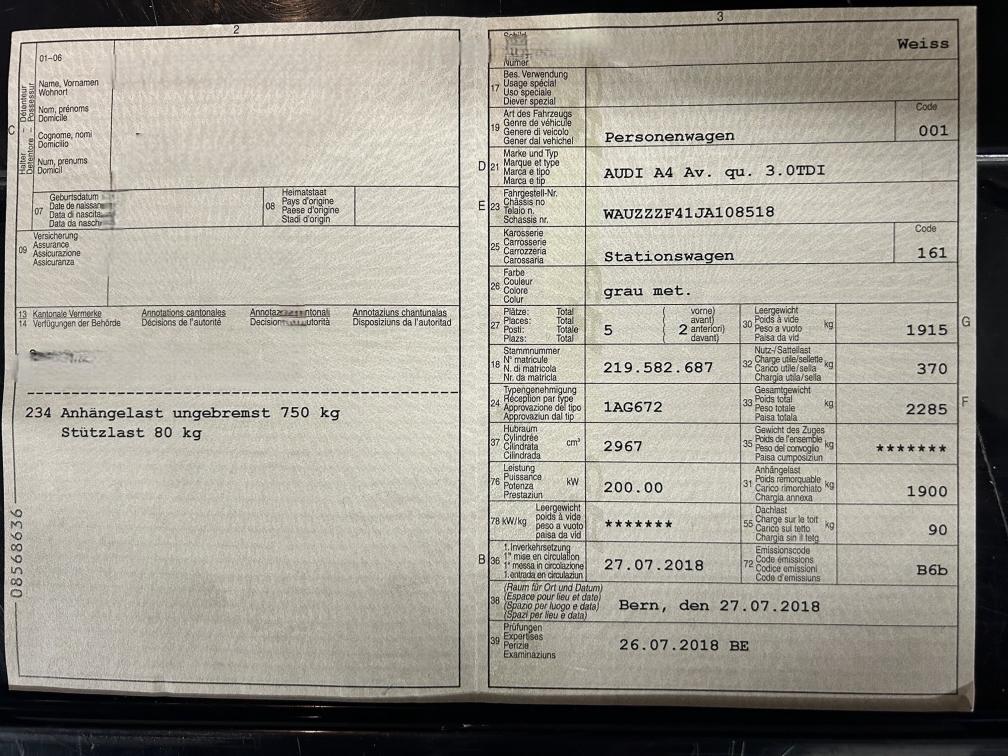 2
01-06
C
Halter Détenteur
Detentore Possessur
Name, Vornamen
Wohnort
Nom, prénoms
Domicile
Cognome, nomi
Domicilio
Num, prenums
Domicil
07
Geburtsdatum
Date de naissan
Data di nascita
Data da nasch
08
Heimatstaat
Pays d'origine
Paese d'origine
Stadi d'origin
09
Versicherung
Assurance
Assicurazione
Assicuranza
13 Kantonale Vermerke Annotations cantonales Annotaz ntonali Annotaziuns chantunalas
14 Verfügungen der Behörde Décisions de l'autorité Decision utorità Disposiziuns da l'autoritad
234 Anhängelast ungebremst 750 kg
Stützlast 80 kg
08568636
3
Schild
Numer
Weiss
17
Bes. Verwendung
Usage spécial
Uso speciale
Diever spezial
19
Art des Fahrzeugs
Genre de véhicule
Genere di veicolo
Gener dal vehichel
Personenwagen
Code
001
D 21
Marke und Typ
Marque et type
Marca e tipo
Marca e tip
AUDI A4 Av. qu. 3.0TDI
E 23
Fahrgestell-Nr.
Châssis no
Telaio n.
Schassis nr.
WAUZZZF41JA108518
25
Karosserie
Carrosserie
Carrozzeria
Carossaria
Stationswagen
Code
161
26
Farbe
Couleur
Colore
Colur
grau met.
27
Plätze: Total
Places: Total
Posti: Totale
Plazs: Total
5
( vorne)
( avant)
( 2 anteriori)
( davant)
30
Leergewicht
Poids à vide
Peso a vuoto
Paisa da vid
kg
1915
G
18
Stammnummer
N° matricule
N. di matricola
Nr. da matricla
219.582.687
32
Nutz-/Sattellast
Charge utile/sellette
Carico utile/sella
Chargia utila/sella
kg
370
24
Typengenehmigung
Réception par type
Approvazione del tipo
Approvaziun dal tip
1AG672
33
Gesamtgewicht
Poids total
Peso totale
Paisa totala
kg
2285
F
37
Hubraum
Cylindrée
Cilindrata
Cilindrada
cm³
2967
35
Gewicht des Zuges
Poids de l'ensemble
Peso del convoglio
Paisa cumposiziun
kg
*******
76
Leistung
Puissance
Potenza
Prestaziun
kW
200.00
31
Anhängelast
Poids remorquable
Carico rimorchiato
Chargia annexa
kg
1900
78 kW/kg
Leergewicht
poids à vide
peso a vuoto
paisa da vid
*******
55
Dachlast
Charge sur le toit
Carico sul tetto
Chargia sin il tetg
kg
90
B 36
1. Inverkehrsetzung
1re mise en circulation
1a messa in circolazione
1. entrada en circulaziun
27.07.2018
72
Emissionscode
Code émissions
Codice emissioni
Code d'emissiuns
B6b
38
(Raum für Ort und Datum)
(Espace pour lieu et date)
(Spazio per luogo e data)
(Spazi per lieu e data)
Bern, den 27.07.2018
39
Prüfungen
Expertises
Perizie
Examinaziuns
26.07.2018 BE